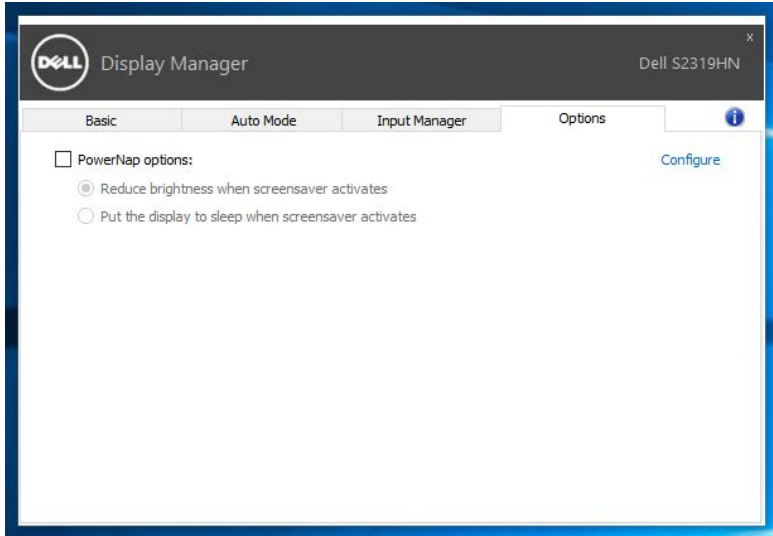 DELL Display Manager
x
Dell S2319HN
Basic Auto Mode Input Manager Options i
PowerNap options: Configure
Reduce brightness when screensaver activates
Put the display to sleep when screensaver activates